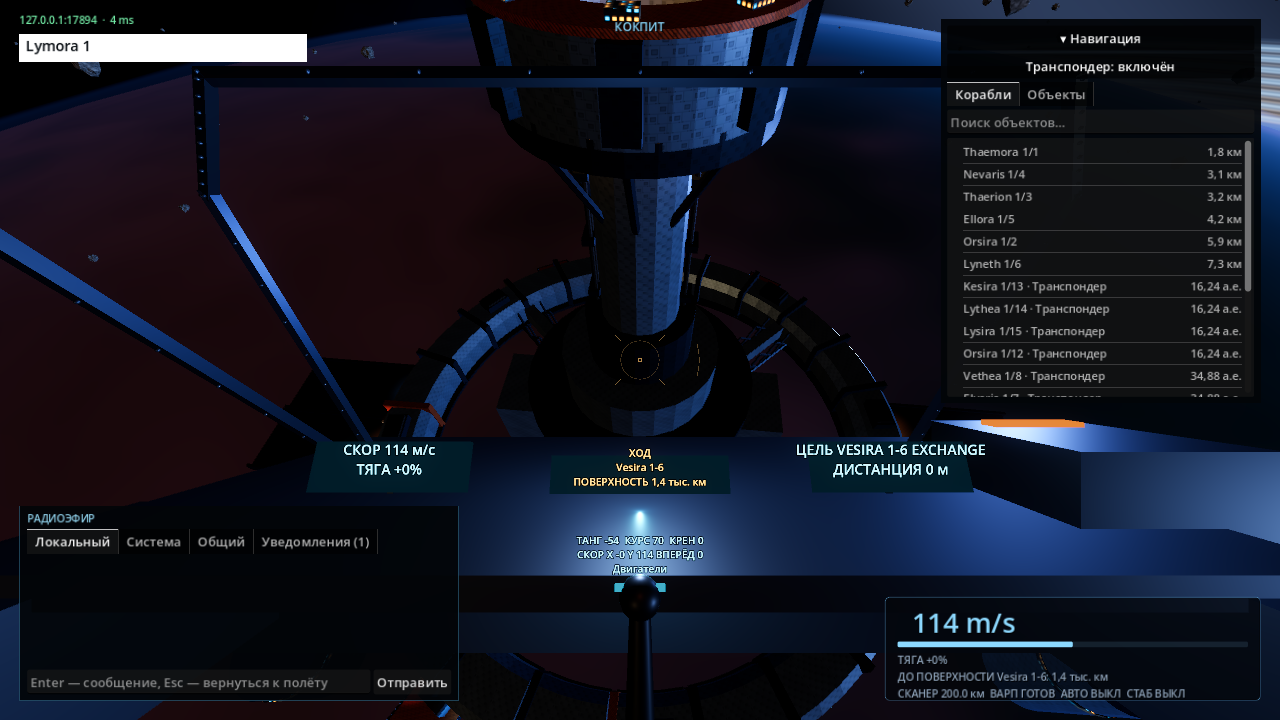 127.0.0.1:17894 · 4 ms
Lymora 1
КОКПИТ
▾ Навигация
Транспондер: включён
Корабли
Объекты
Поиск объектов...
Thaemora 1/1 1,8 км
Nevaris 1/4 3,1 км
Thaerion 1/3 3,2 км
Ellora 1/5 4,2 км
Orsira 1/2 5,9 км
Lyneth 1/6 7,3 км
Kesira 1/13 · Транспондер 16,24 а.е.
Lythea 1/14 · Транспондер 16,24 а.е.
Lysira 1/15 · Транспондер 16,24 а.е.
Orsira 1/12 · Транспондер 16,24 а.е.
Vethea 1/8 · Транспондер 34,88 а.е.
СКОР 114 м/с
ТЯГА +0%
ХОД
Vesira 1-6
ПОВЕРХНОСТЬ 1,4 тыс. км
ЦЕЛЬ VESIRA 1-6 EXCHANGE
ДИСТАНЦИЯ 0 м
ТАНГ -54 КУРС 70 КРЕН 0
СКОР X -0 Y 114 ВПЕРЁД 0
Двигатели
РАДИОЭФИР
Локальный
Система
Общий
Уведомления (1)
Enter — сообщение, Esc — вернуться к полёту
Отправить
114 m/s
ТЯГА +0%
ДО ПОВЕРХНОСТИ Vesira 1-6: 1,4 тыс. км
СКАНЕР 200.0 км ВАРП ГОТОВ АВТО ВЫКЛ СТАБ ВЫКЛ